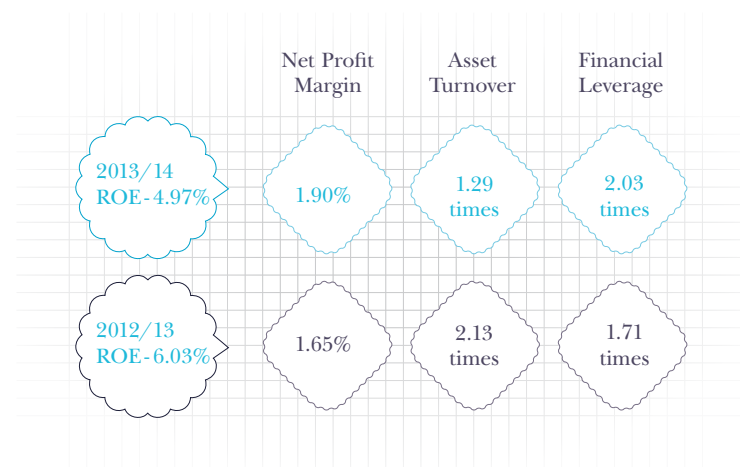 Net Profit
Margin
Asset
Turnover
Financial
Leverage
2013/14
ROE-4.97%
1.90%
1.29
times
2.03
times
2012/13
ROE-6.03%
1.65%
2.13
times
1.71
times